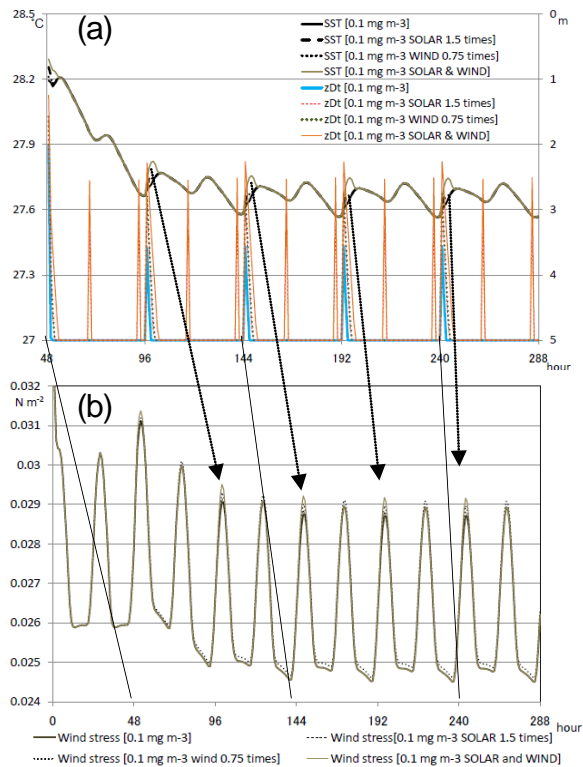 °C
(a)
0 m
28.5
28.2
27.9
27.6
27.3
27
1
2
3
4
5
SST [0.1 mg m-3]
SST [0.1 mg m-3 SOLAR 1.5 times]
SST [0.1 mg m-3 WIND 0.75 times]
SST [0.1 mg m-3 SOLAR & WIND]
zDt [0.1 mg m-3]
zDt [0.1 mg m-3 SOLAR 1.5 times]
zDt [0.1 mg m-3 WIND 0.75 times]
zDt [0.1 mg m-3 SOLAR & WIND]
48 96 144 192 240 288
hour
(b)
0.032
N m-2
0.031
0.03
0.029
0.028
0.027
0.026
0.025
0.024
0 48 96 144 192 240 288
hour
Wind stress [0.1 mg m-3] Wind stress[0.1 mg m-3 SOLAR 1.5 times]
Wind stress [0.1 mg m-3 wind 0.75 times] Wind stress [0.1 mg m-3 SOLAR and WIND]